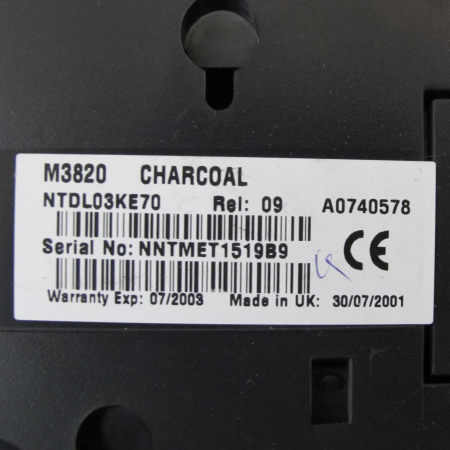 M3820 CHARCOAL
NTDL03KE70 Rel: 09 A0740578
Serial No: NNTMET1519B9
CE
Warranty Exp: 07/2003 Made in UK: 30/07/2001